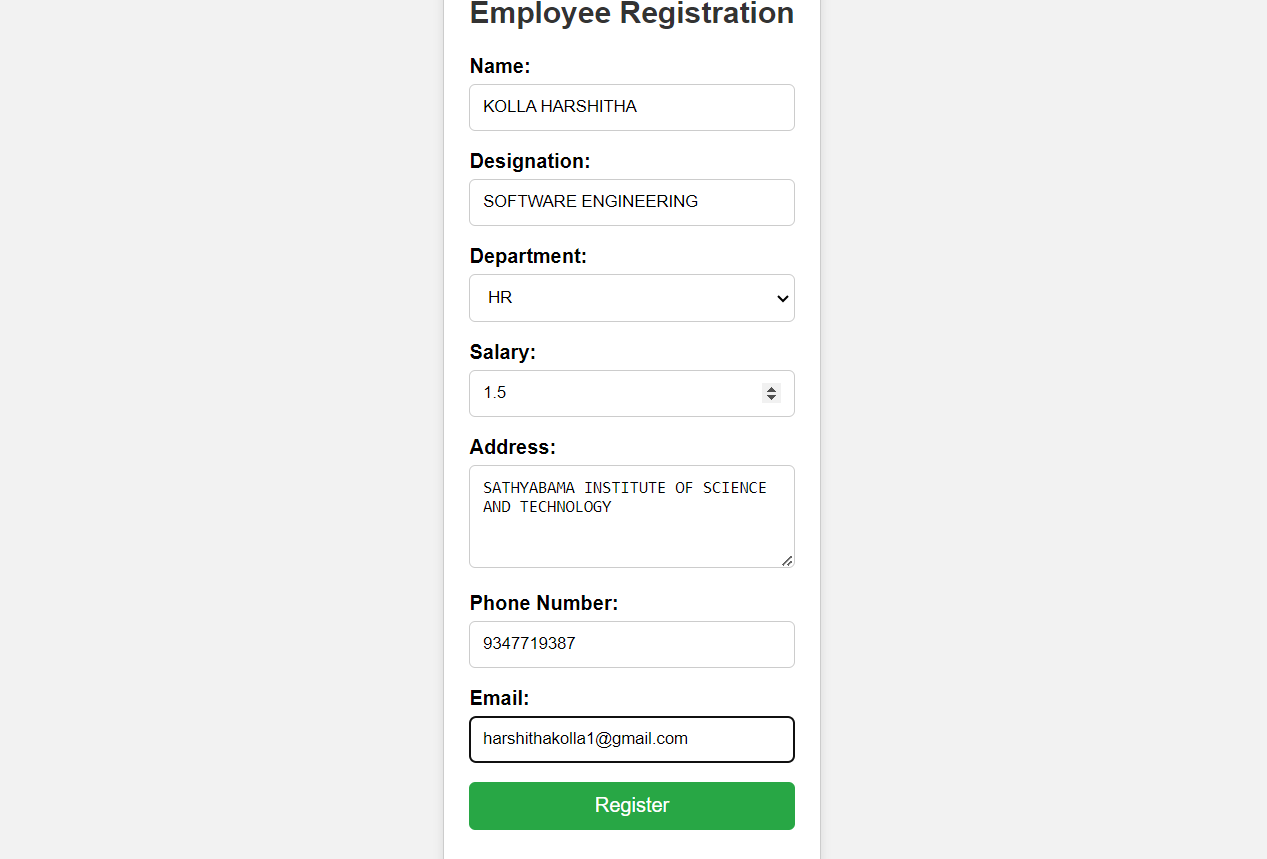 Employee Registration
Name:
KOLLA HARSHITHA
Designation:
SOFTWARE ENGINEERING
Department:
HR
Salary:
1.5
Address:
SATHYABAMA INSTITUTE OF SCIENCE
AND TECHNOLOGY
Phone Number:
9347719387
Email:
harshithakolla1@gmail.com
Register